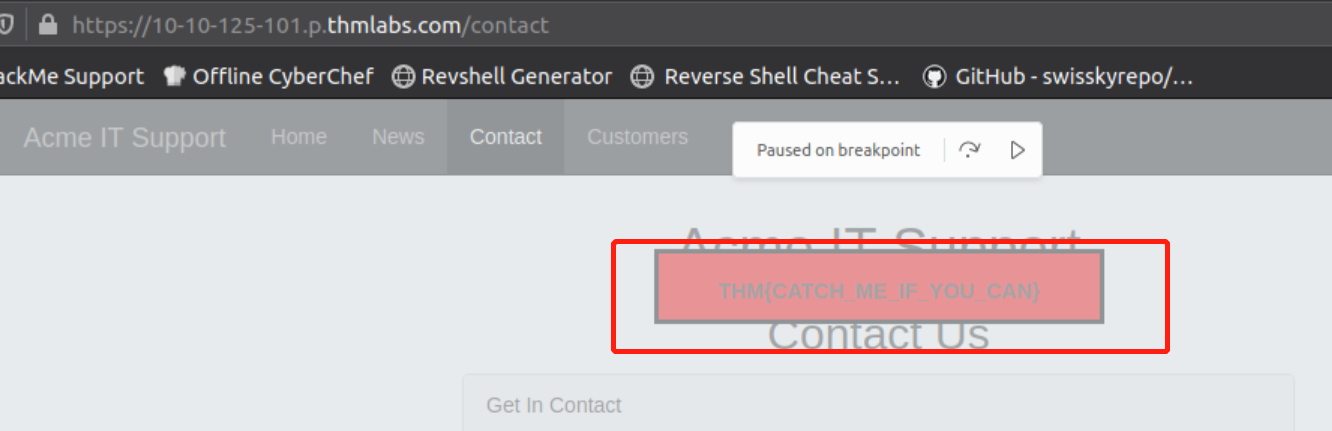 https://10-10-125-101.p.thmlabs.com/contact
ackMe Support Offline CyberChef Revshell Generator Reverse Shell Cheat S... GitHub - swisskyrepo/...
Acme IT Support Home News Contact Customers
Paused on breakpoint
Acme IT Support
THM{CATCH_ME_IF_YOU_CAN}
Contact Us
Get In Contact